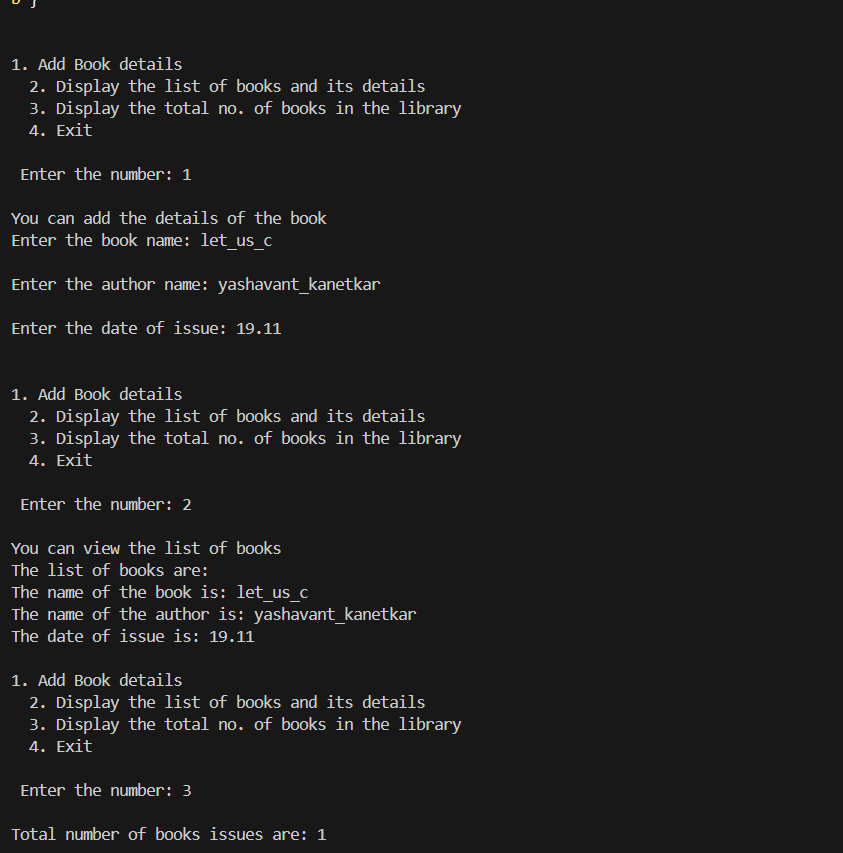 1. Add Book details
2. Display the list of books and its details
3. Display the total no. of books in the library
4. Exit
Enter the number: 1
You can add the details of the book
Enter the book name: let_us_c
Enter the author name: yashavant_kanetkar
Enter the date of issue: 19.11
1. Add Book details
2. Display the list of books and its details
3. Display the total no. of books in the library
4. Exit
Enter the number: 2
You can view the list of books
The list of books are:
The name of the book is: let_us_c
The name of the author is: yashavant_kanetkar
The date of issue is: 19.11
1. Add Book details
2. Display the list of books and its details
3. Display the total no. of books in the library
4. Exit
Enter the number: 3
Total number of books issues are: 1